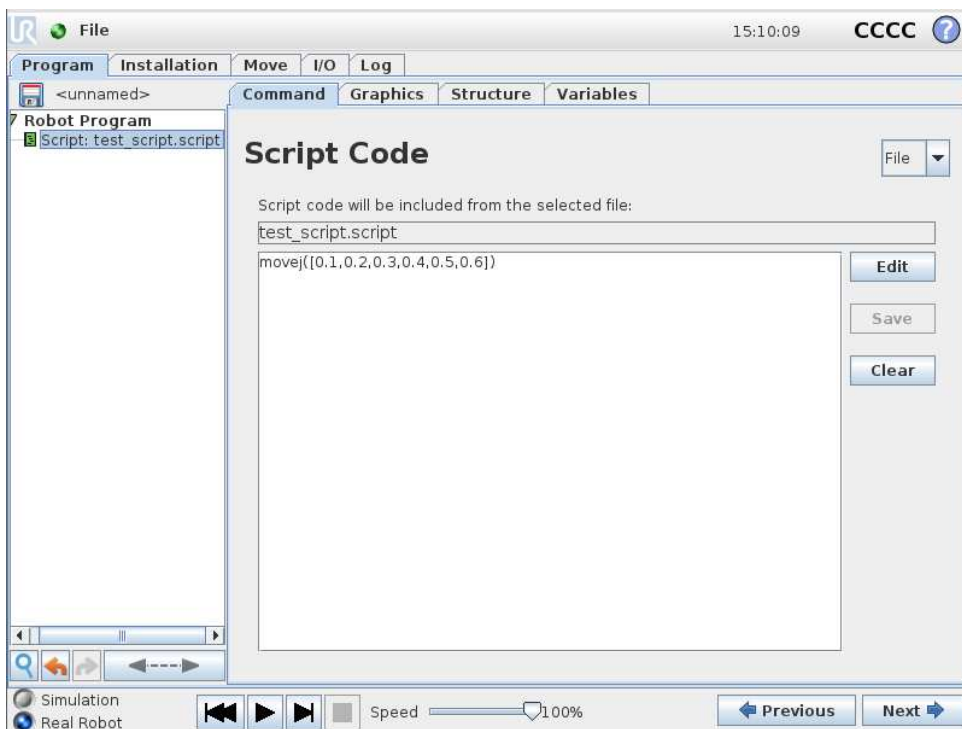 UR File 15:10:09 CCCC ?
Program Installation Move I/O Log
<unnamed> Command Graphics Structure Variables
Robot Program
Script: test_script.script
Script Code
File
Script code will be included from the selected file:
test_script.script
movej([0.1,0.2,0.3,0.4,0.5,0.6])
Edit
Save
Clear
Simulation
Real Robot
Speed 100%
Previous Next